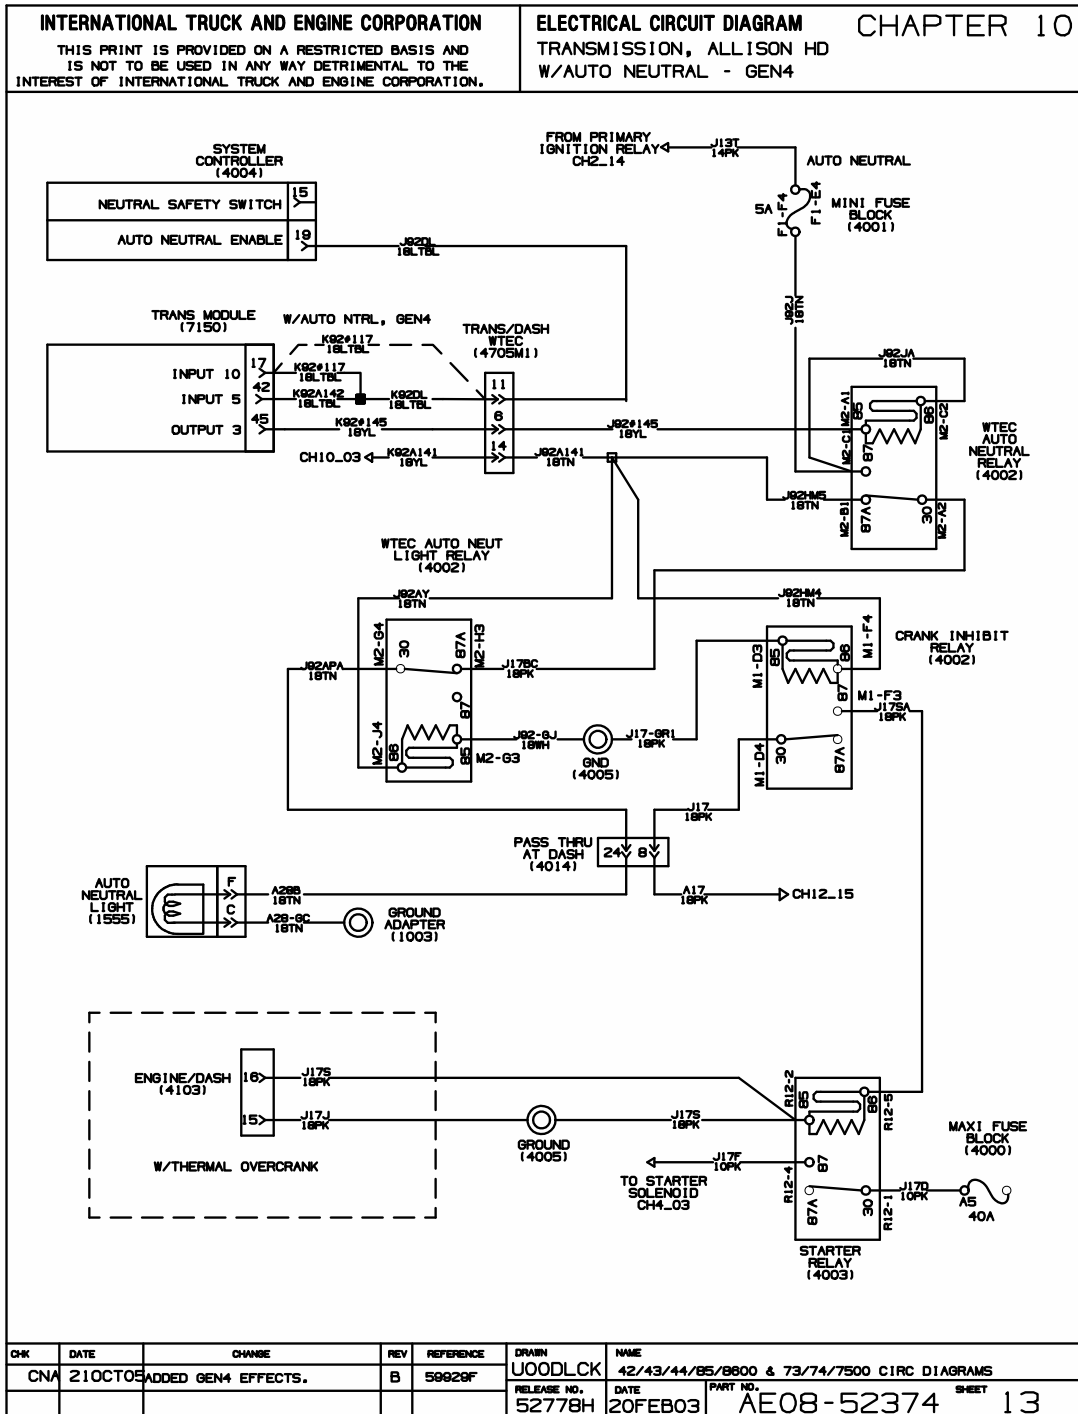 INTERNATIONAL TRUCK AND ENGINE CORPORATION
THIS PRINT IS PROVIDED ON A RESTRICTED BASIS AND
IS NOT TO BE USED IN ANY WAY DETRIMENTAL TO THE
INTEREST OF INTERNATIONAL TRUCK AND ENGINE CORPORATION.
ELECTRICAL CIRCUIT DIAGRAM
TRANSMISSION, ALLISON HD
W/AUTO NEUTRAL - GEN4
CHAPTER 10
FROM PRIMARY
IGNITION RELAY
CH2_14
J13T
14PK
AUTO NEUTRAL
5A
F1-F4
F1-E4
MINI FUSE
BLOCK
(4001)
SYSTEM
CONTROLLER
(4004)
NEUTRAL SAFETY SWITCH
15
AUTO NEUTRAL ENABLE
19
J92DL
18LTBL
J92J
18TN
TRANS MODULE
(7150)
W/AUTO NTRL, GEN4
K92*117
18LTBL
TRANS/DASH
WTEC
(4705M1)
INPUT 10
17
K92*117
18LTBL
INPUT 5
42
K92A142
18LTBL
K92DL
18LTBL
11
OUTPUT 3
45
K92*145
18YL
6
J92*145
18YL
CH10_03
K92A141
18YL
14
J92A141
18TN
J92JA
18TN
M2-A1
85
86
M2-C2
M2-C1
87
WTEC
AUTO
NEUTRAL
RELAY
(4002)
J92HM5
18TN
M2-B1
87A
30
M2-A2
WTEC AUTO NEUT
LIGHT RELAY
(4002)
J92AY
18TN
J92HM4
18TN
M2-G4
30
87A
M2-H3
J92APA
18TN
J17BC
18PK
87
M2-J4
86
85
M2-G3
J92-GJ
18WH
GND
(4005)
J17-GR1
18PK
M1-D3
85
86
M1-F4
CRANK INHIBIT
RELAY
(4002)
87
M1-F3
J17SA
18PK
M1-D4
30
87A
J17
18PK
PASS THRU
AT DASH
(4014)
24
8
AUTO
NEUTRAL
LIGHT
(1555)
F
A28B
18TN
C
A28-GC
18TN
GROUND
ADAPTER
(1003)
A17
18PK
CH12_15
ENGINE/DASH
(4103)
16
J17S
18PK
15
J17J
18PK
W/THERMAL OVERCRANK
GROUND
(4005)
J17S
18PK
R12-2
85
86
R12-5
TO STARTER
SOLENOID
CH4_03
J17F
10PK
R12-4
87
87A
30
R12-1
J17D
10PK
MAXI FUSE
BLOCK
(4000)
A5
40A
STARTER
RELAY
(4003)
CHK DATE CHANGE REV REFERENCE
CNA 21OCT05 ADDED GEN4 EFFECTS. B 59929F
DRAWN
UOODLCK
NAME
42/43/44/85/8600 & 73/74/7500 CIRC DIAGRAMS
RELEASE NO.
52778H
DATE
20FEB03
PART NO.
AE08-52374
SHEET
13